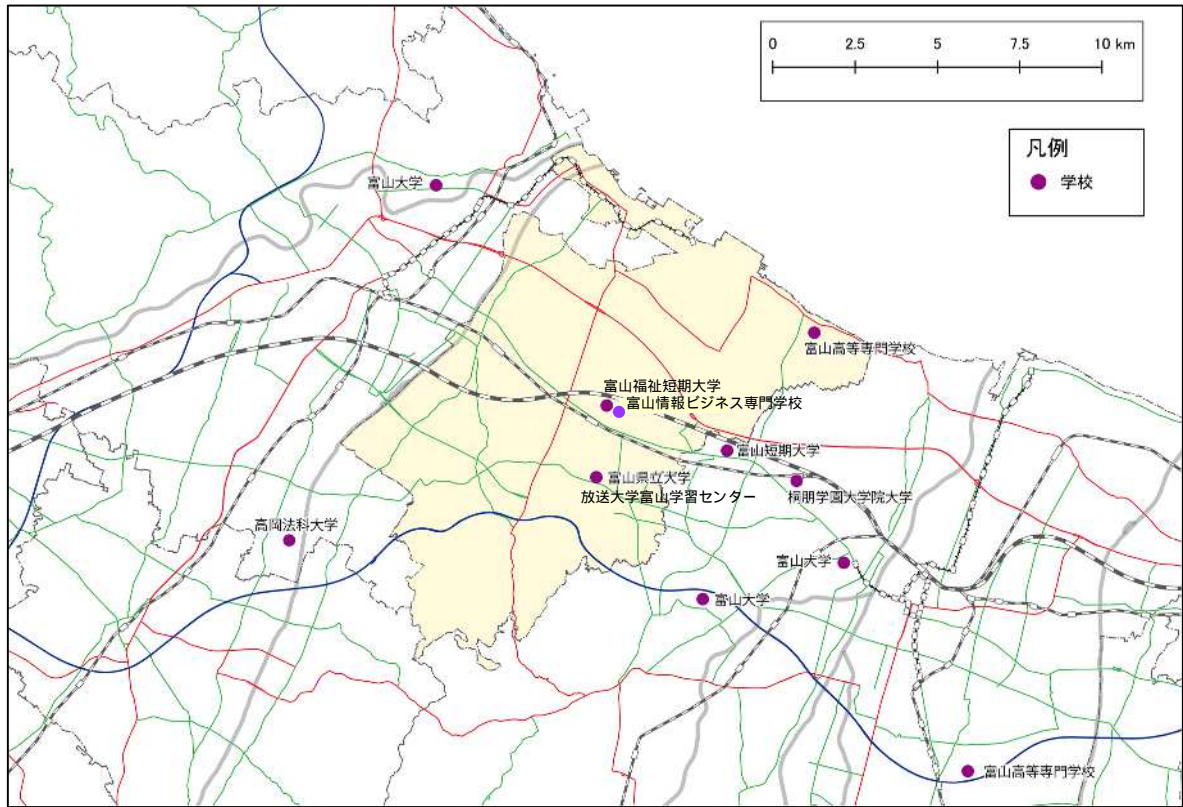 0 2.5 5 7.5 10 km
凡例
学校
富山大学
富山高等専門学校
富山福祉短期大学
富山情報ビジネス専門学校
富山短期大学
富山県立大学
桐朋学園大学院大学
放送大学富山学習センター
高岡法科大学
富山大学
富山大学
富山高等専門学校